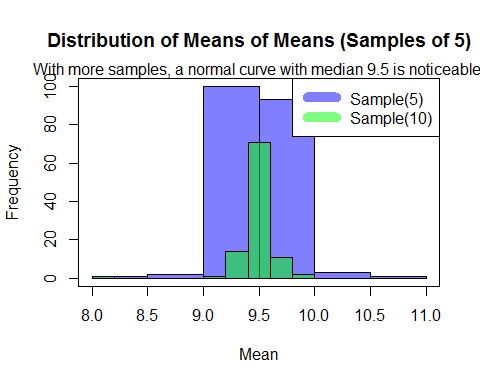 Distribution of Means of Means (Samples of 5)
With more samples, a normal curve with median 9.5 is noticeable
Sample(5)
Sample(10)
Frequency
100
80
60
40
20
0
8.0 8.5 9.0 9.5 10.0 10.5 11.0
Mean